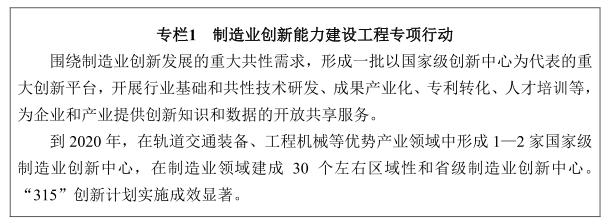 专栏1 制造业创新能力建设工程专项行动
围绕制造业创新发展的重大共性需求，形成一批以国家级创新中心为代表的重
大创新平台，开展行业基础和共性技术研发、成果产业化、专利转化、人才培训等，
为企业和产业提供创新知识和数据的开放共享服务。
到 2020 年，在轨道交通装备、工程机械等优势产业领域中形成 1—2 家国家级
制造业创新中心，在制造业领域建成 30 个左右区域性和省级制造业创新中心。
“315”创新计划实施成效显著。